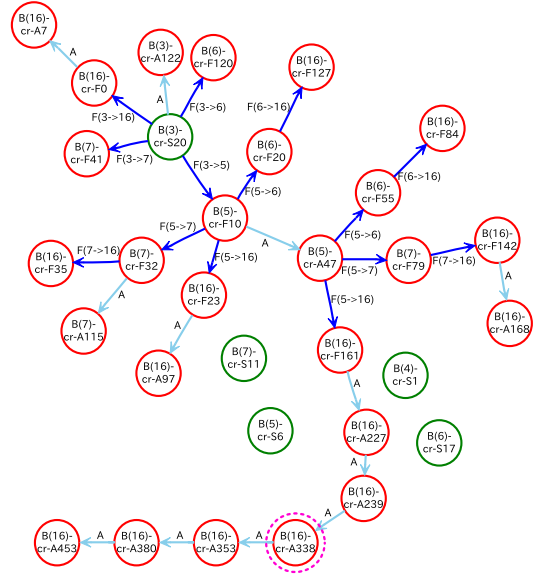 B(16)-
cr-A7
A
B(3)-
cr-A122
B(6)-
cr-F120
B(16)-
cr-F127
B(16)-
cr-F0
A
F(3->6)
F(6->16)
F(3->16)
B(3)-
cr-S20
B(16)-
cr-F84
B(7)-
cr-F41
F(3->7)
F(3->5)
B(6)-
cr-F20
F(6->16)
F(5->6)
B(6)-
cr-F55
B(5)-
cr-F10
F(5->7)
A
F(5->6)
B(16)-
cr-F142
B(16)-
cr-F35
F(7->16)
B(7)-
cr-F32
F(5->16)
B(5)-
cr-A47
F(5->7)
B(7)-
cr-F79
F(7->16)
A
A
B(16)-
cr-F23
F(5->16)
B(7)-
cr-A115
A
B(16)-
cr-A168
B(16)-
cr-A97
B(7)-
cr-S11
B(16)-
cr-F161
B(4)-
cr-S1
A
B(5)-
cr-S6
B(16)-
cr-A227
B(6)-
cr-S17
A
B(16)-
cr-A239
A
B(16)-
cr-A453
A
B(16)-
cr-A380
A
B(16)-
cr-A353
A
B(16)-
cr-A338